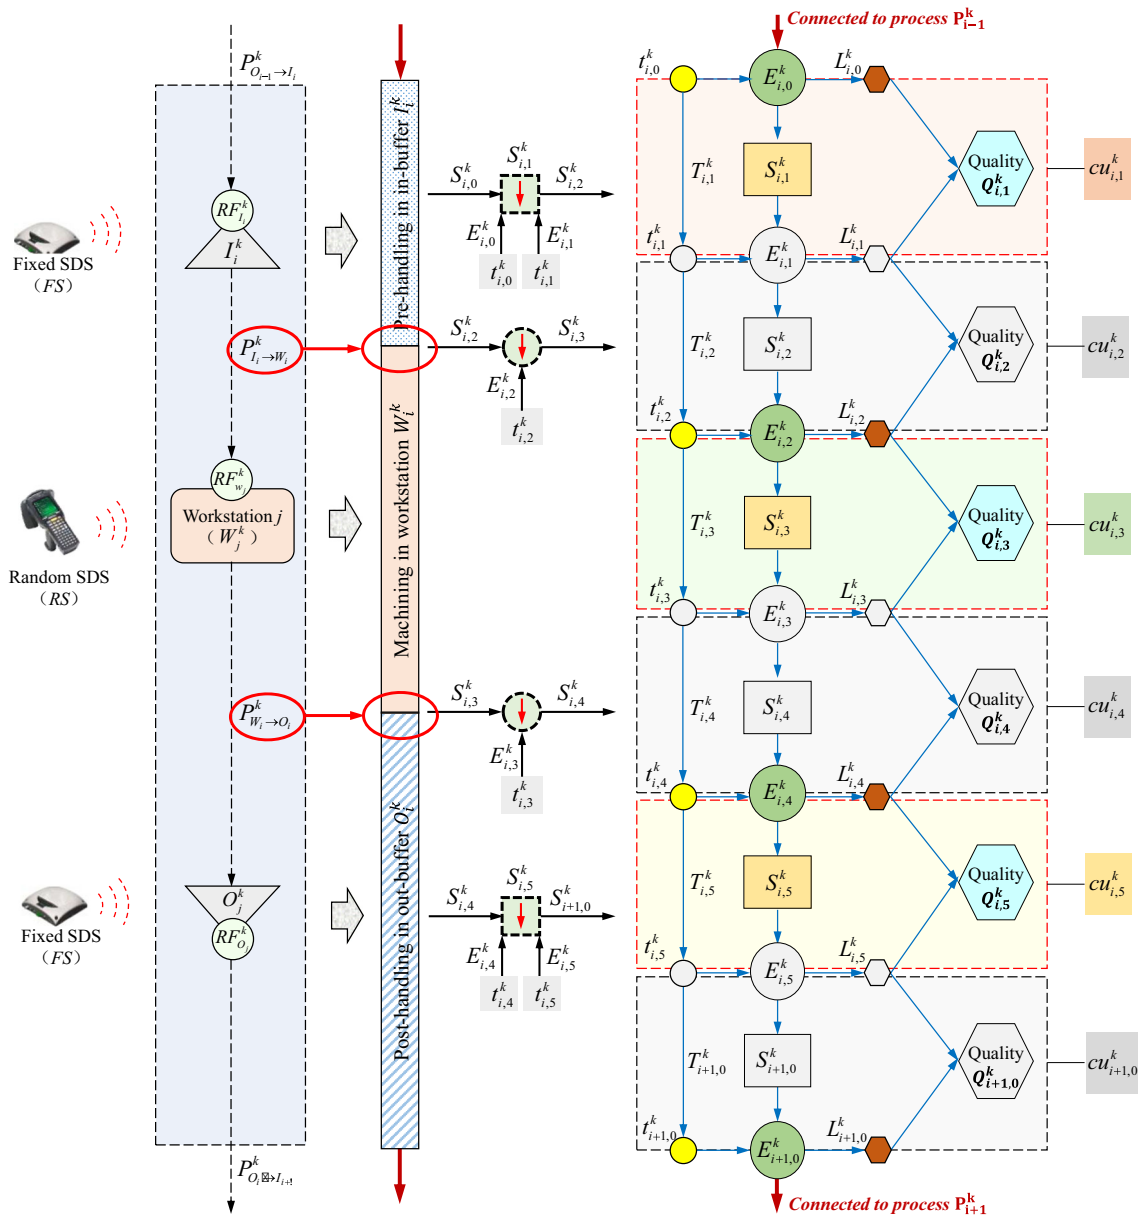 Connected to process P^k_{i-1}
P^k_{O_{i-1}→I_i}
RF^k_{I_i}
I^k_i
Fixed SDS
（FS）
P^k_{I_i→W_i}
RF^k_{w_j}
Workstation j
（W^k_j）
Random SDS
（RS）
P^k_{W_i→O_i}
O^k_j
RF^k_{O_j}
Fixed SDS
（FS）
Pre-handling in in-buffer I^k_i
Machining in workstation W^k_i
Post-handling in out-buffer O^k_i
S^k_{i,0}
S^k_{i,1}
S^k_{i,2}
E^k_{i,0}
E^k_{i,1}
t^k_{i,0}
t^k_{i,1}
S^k_{i,2}
S^k_{i,3}
E^k_{i,2}
t^k_{i,2}
S^k_{i,3}
S^k_{i,4}
E^k_{i,3}
t^k_{i,3}
S^k_{i,4}
S^k_{i,5}
S^k_{i+1,0}
E^k_{i,4}
E^k_{i,5}
t^k_{i,4}
t^k_{i,5}
t^k_{i,0}
E^k_{i,0}
L^k_{i,0}
T^k_{i,1}
S^k_{i,1}
Quality
Q^k_{i,1}
cu^k_{i,1}
t^k_{i,1}
E^k_{i,1}
L^k_{i,1}
T^k_{i,2}
S^k_{i,2}
Quality
Q^k_{i,2}
cu^k_{i,2}
t^k_{i,2}
E^k_{i,2}
L^k_{i,2}
T^k_{i,3}
S^k_{i,3}
Quality
Q^k_{i,3}
cu^k_{i,3}
t^k_{i,3}
E^k_{i,3}
L^k_{i,3}
T^k_{i,4}
S^k_{i,4}
Quality
Q^k_{i,4}
cu^k_{i,4}
t^k_{i,4}
E^k_{i,4}
L^k_{i,4}
T^k_{i,5}
S^k_{i,5}
Quality
Q^k_{i,5}
cu^k_{i,5}
t^k_{i,5}
E^k_{i,5}
L^k_{i,5}
T^k_{i+1,0}
S^k_{i+1,0}
Quality
Q^k_{i+1,0}
cu^k_{i+1,0}
t^k_{i+1,0}
E^k_{i+1,0}
L^k_{i+1,0}
Connected to process P^k_{i+1}